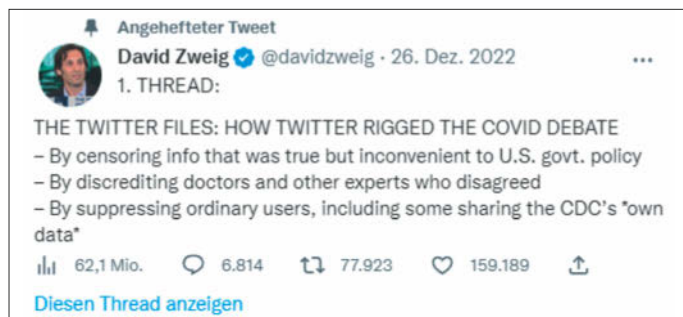 Angehefteter Tweet
David Zweig @davidzweig · 26. Dez. 2022
1. THREAD:
THE TWITTER FILES: HOW TWITTER RIGGED THE COVID DEBATE
– By censoring info that was true but inconvenient to U.S. govt. policy
– By discrediting doctors and other experts who disagreed
– By suppressing ordinary users, including some sharing the CDC's *own
data*
62,1 Mio. 6.814 77.923 159.189
Diesen Thread anzeigen